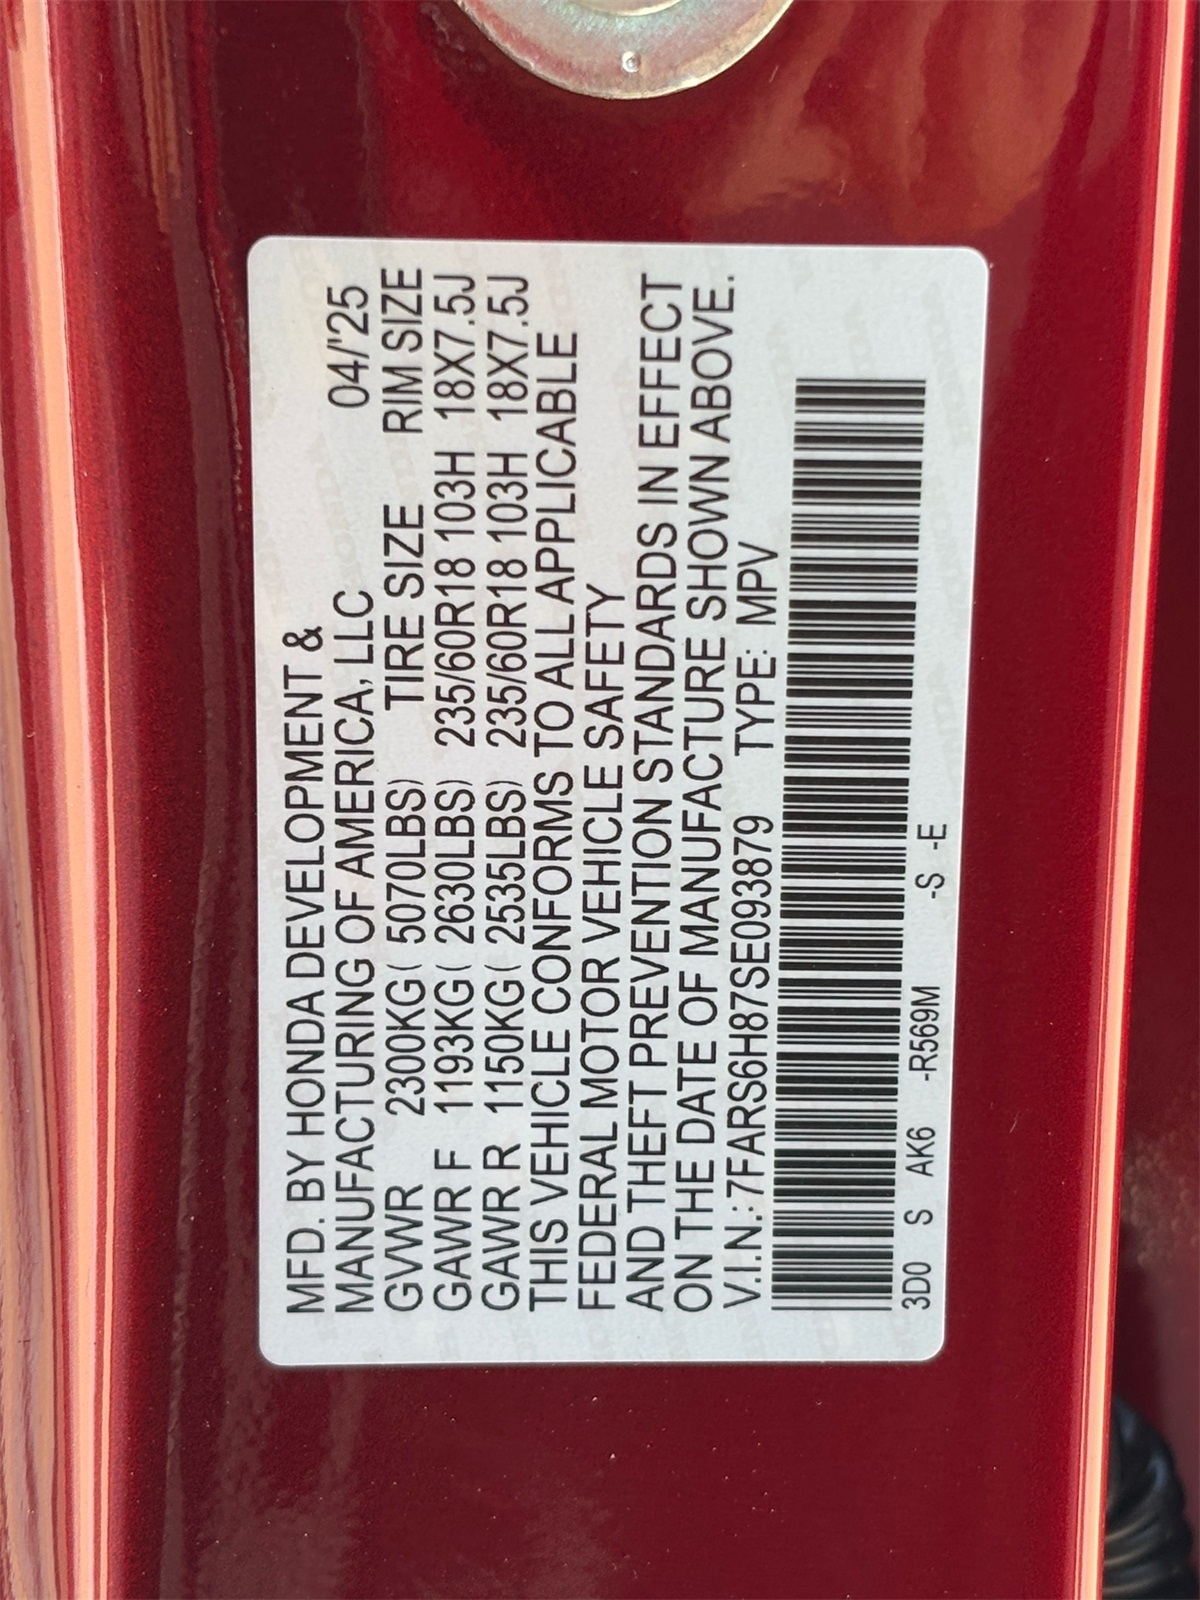 MFD. BY HONDA DEVELOPMENT &
MANUFACTURING OF AMERICA, LLC 04/'25
GVWR 2300KG( 5070LBS) TIRE SIZE RIM SIZE
GAWR F 1193KG( 2630LBS) 235/60R18 103H 18X7.5J
GAWR R 1150KG( 2535LBS) 235/60R18 103H 18X7.5J
THIS VEHICLE CONFORMS TO ALL APPLICABLE
FEDERAL MOTOR VEHICLE SAFETY
AND THEFT PREVENTION STANDARDS IN EFFECT
ON THE DATE OF MANUFACTURE SHOWN ABOVE.
V.I.N.: 7FARS6H87SE093879 TYPE: MPV
3D0 S AK6 -R569M -S -E